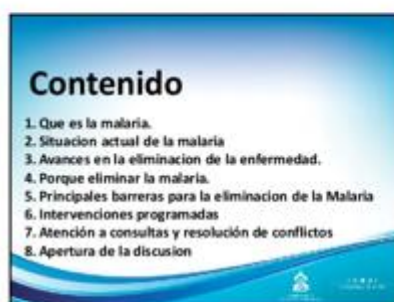 Contenido
1. Que es la malaria.
2. Situacion actual de la malaria
3. Avances en la eliminacion de la enfermedad.
4. Porque eliminar la malaria.
5. Principales barreras para la eliminacion de la Malaria
6. Intervenciones programadas
7. Atención a consultas y resolución de conflictos
8. Apertura de la discusion